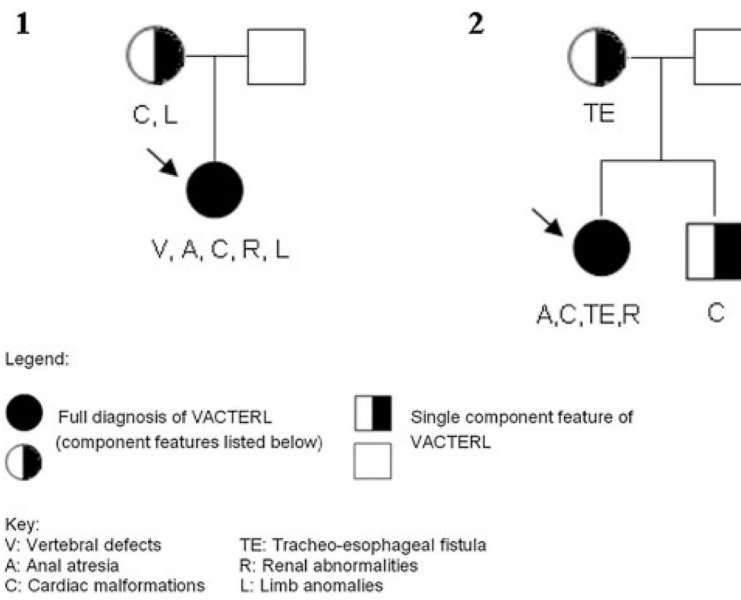 1
2
C, L
TE
V, A, C, R, L
A,C,TE,R
C
Legend:
Full diagnosis of VACTERL
(component features listed below)
Single component feature of
VACTERL
Key:
V: Vertebral defects
TE: Tracheo-esophageal fistula
A: Anal atresia
R: Renal abnormalities
C: Cardiac malformations
L: Limb anomalies